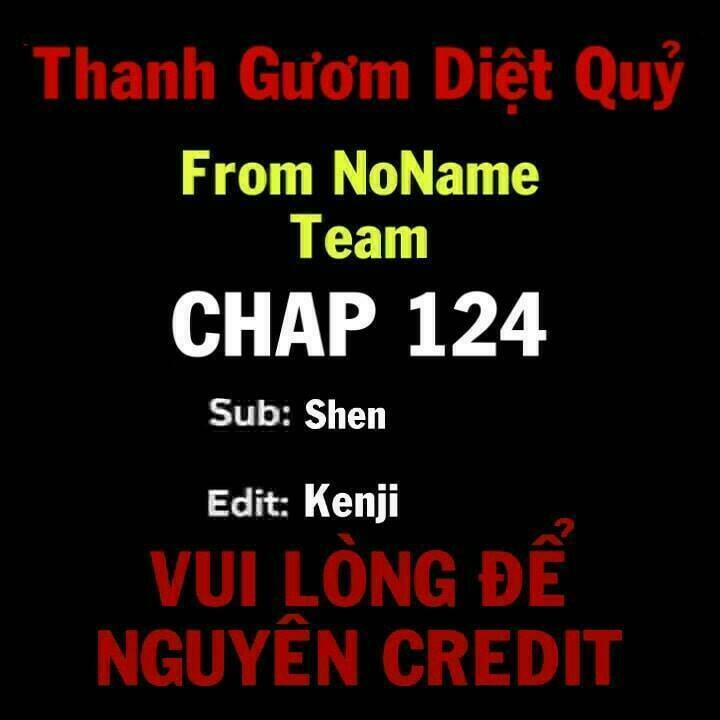 Thanh Gươm Diệt Quỷ
From NoName
Team
CHAP 124
Sub: Shen
Edit: Kenji
VUI LÒNG ĐỂ
NGUYÊN CREDIT